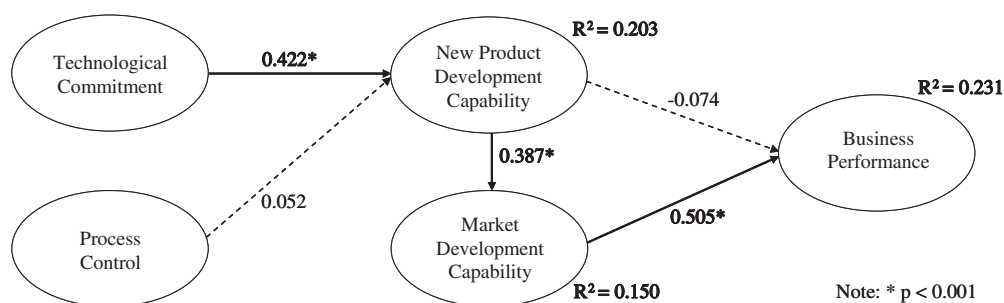 R² = 0.203
Technological
Commitment
0.422*
New Product
Development
Capability
-0.074
R² = 0.231
Business
Performance
0.387*
0.052
Process
Control
Market
Development
Capability
0.505*
R² = 0.150
Note: * p < 0.001